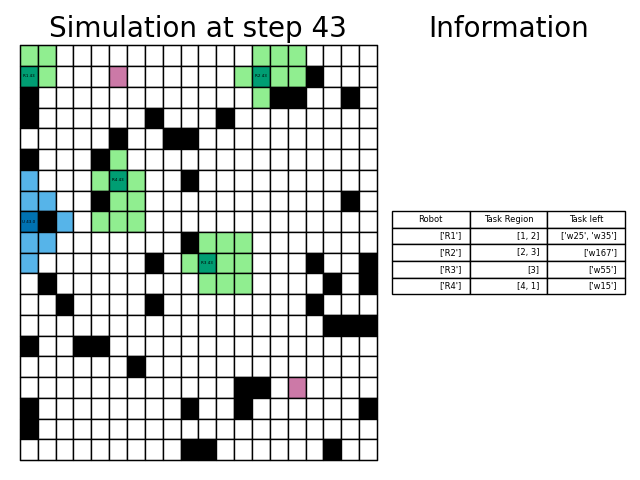 Simulation at step 43
Information
Robot Task Region Task left
['R1'] [1, 2] ['w25', 'w35']
['R2'] [2, 3] ['w167']
['R3'] [3] ['w55']
['R4'] [4, 1] ['w15']